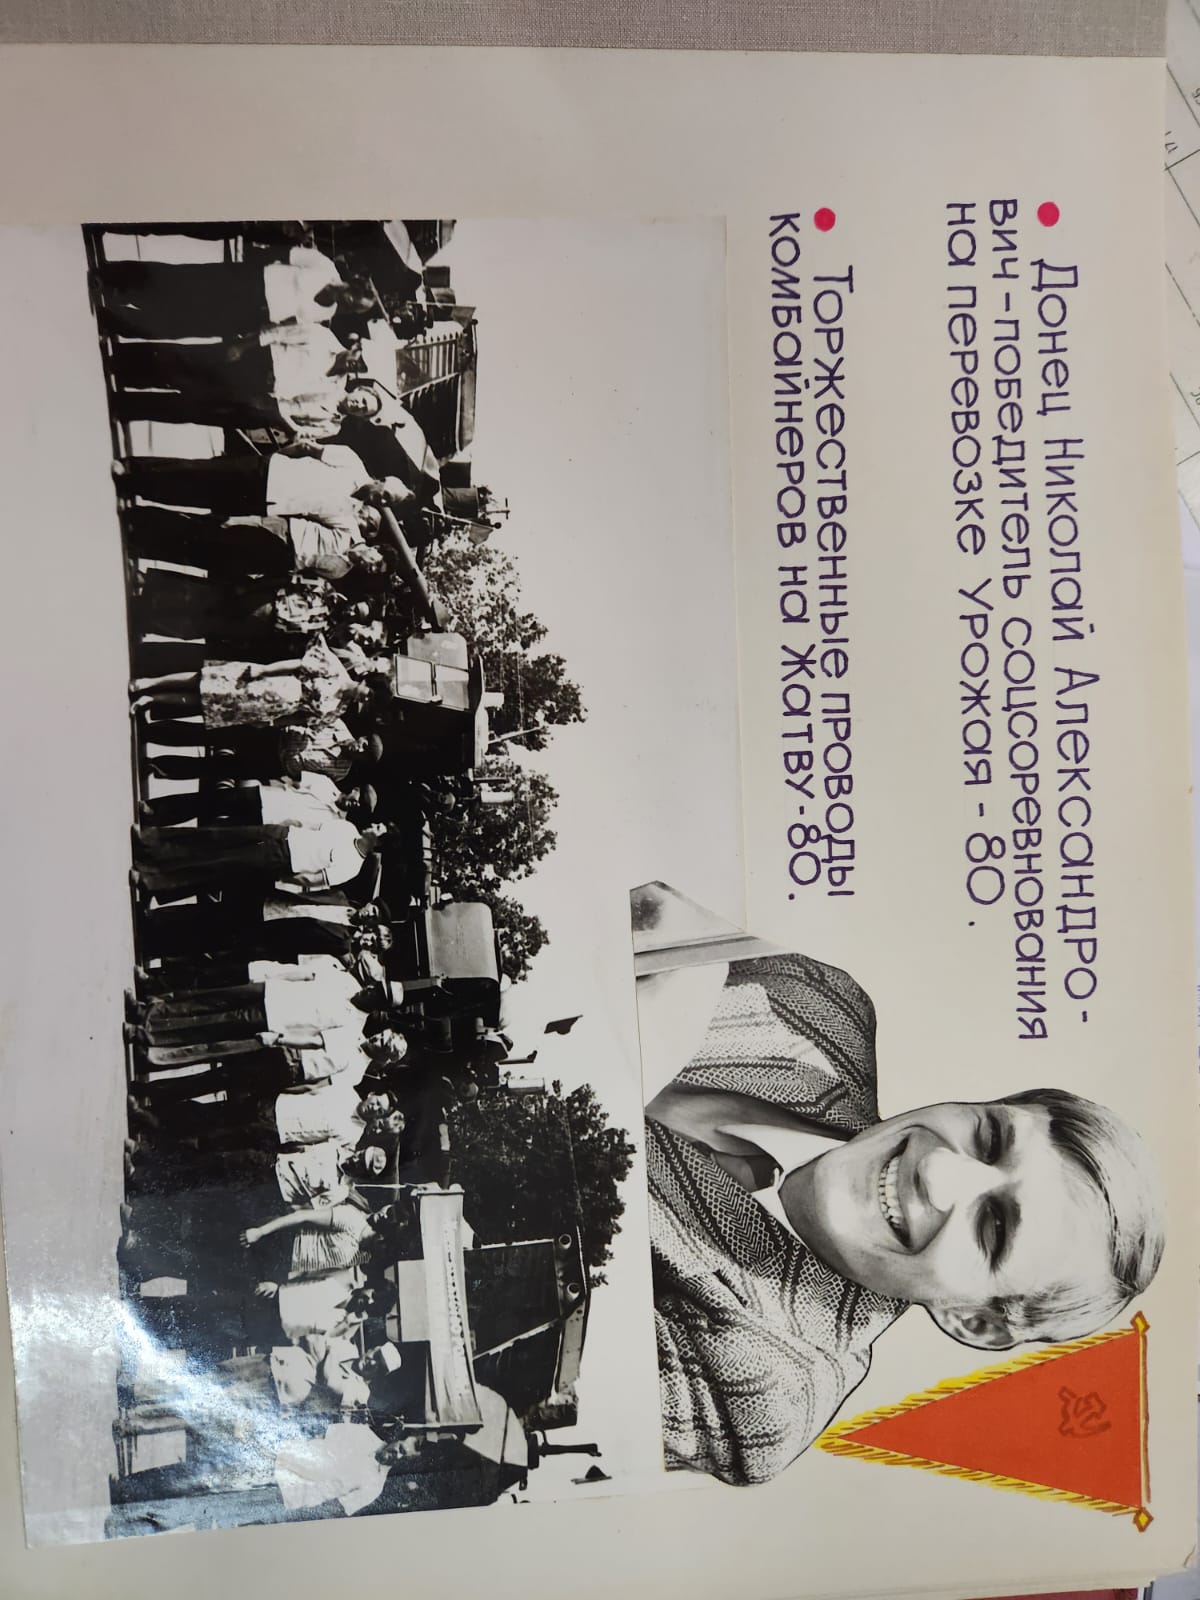 • Донец Николай Александро-
вич - победитель соцсоревнования
на перевозке Урожая - 80.
• Торжественные проводы
комбайнеров на Жатву - 80.